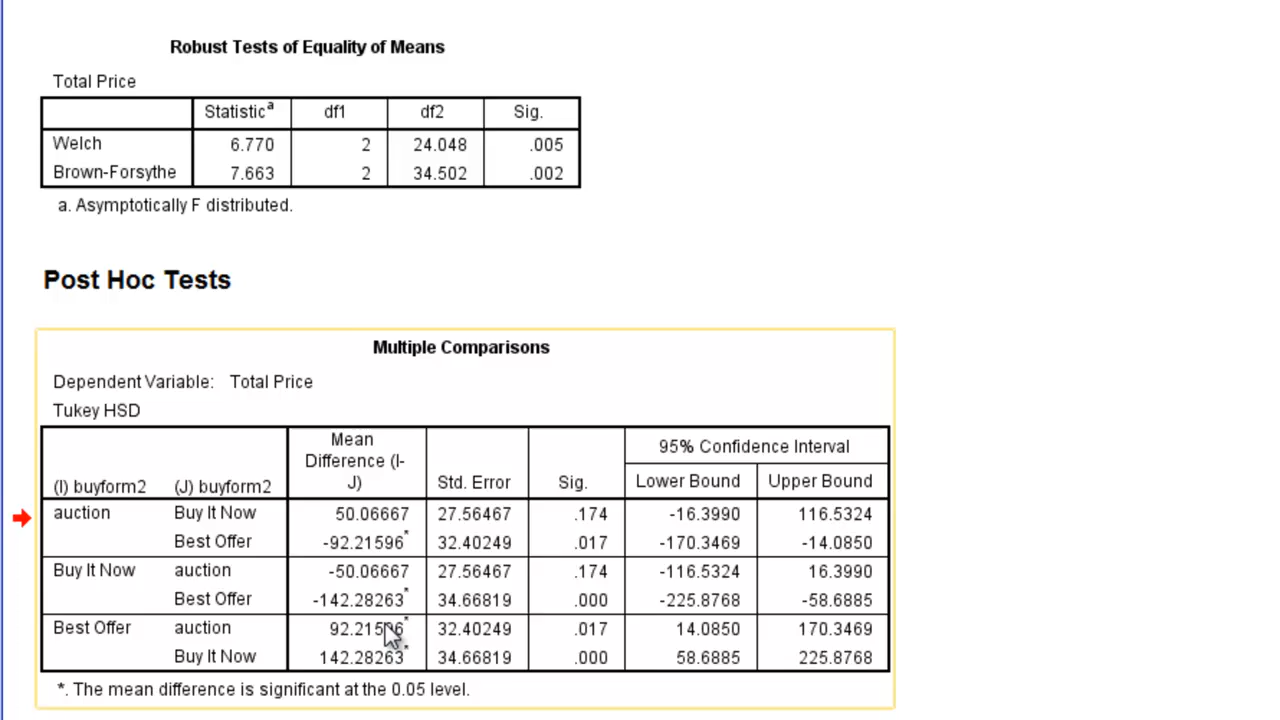 Robust Tests of Equality of Means
Total Price
Statistic a df1 df2 Sig.
Welch 6.770 2 24.048 .005
Brown-Forsythe 7.663 2 34.502 .002
a. Asymptotically F distributed.
Post Hoc Tests
Multiple Comparisons
Dependent Variable: Total Price
Tukey HSD
(I) buyform2 (J) buyform2 Mean Difference (I-J) Std. Error Sig. 95% Confidence Interval
Lower Bound Upper Bound
auction Buy It Now 50.06667 27.56467 .174 -16.3990 116.5324
Best Offer -92.21596* 32.40249 .017 -170.3469 -14.0850
Buy It Now auction -50.06667 27.56467 .174 -116.5324 16.3990
Best Offer -142.28263* 34.66819 .000 -225.8768 -58.6885
Best Offer auction 92.21596* 32.40249 .017 14.0850 170.3469
Buy It Now 142.28263* 34.66819 .000 58.6885 225.8768
*. The mean difference is significant at the 0.05 level.